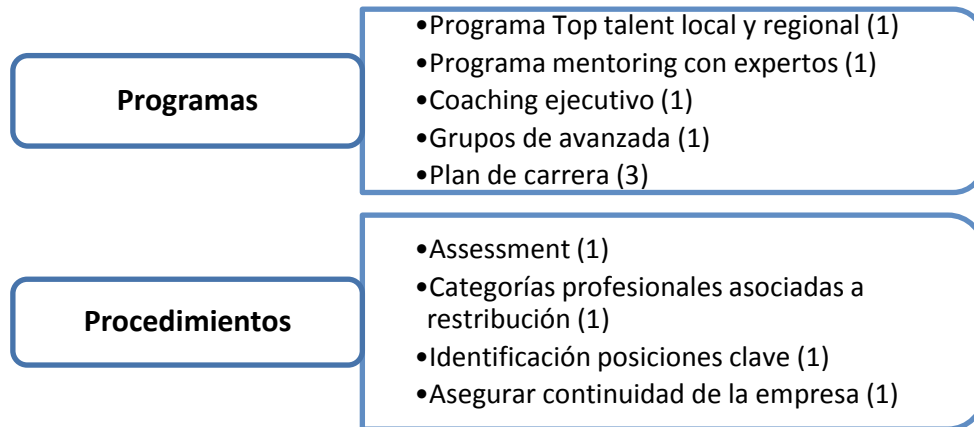 Programas
•Programa Top talent local y regional (1)
•Programa mentoring con expertos (1)
•Coaching ejecutivo (1)
•Grupos de avanzada (1)
•Plan de carrera (3)
Procedimientos
•Assessment (1)
•Categorías profesionales asociadas a
restribución (1)
•Identificación posiciones clave (1)
•Asegurar continuidad de la empresa (1)